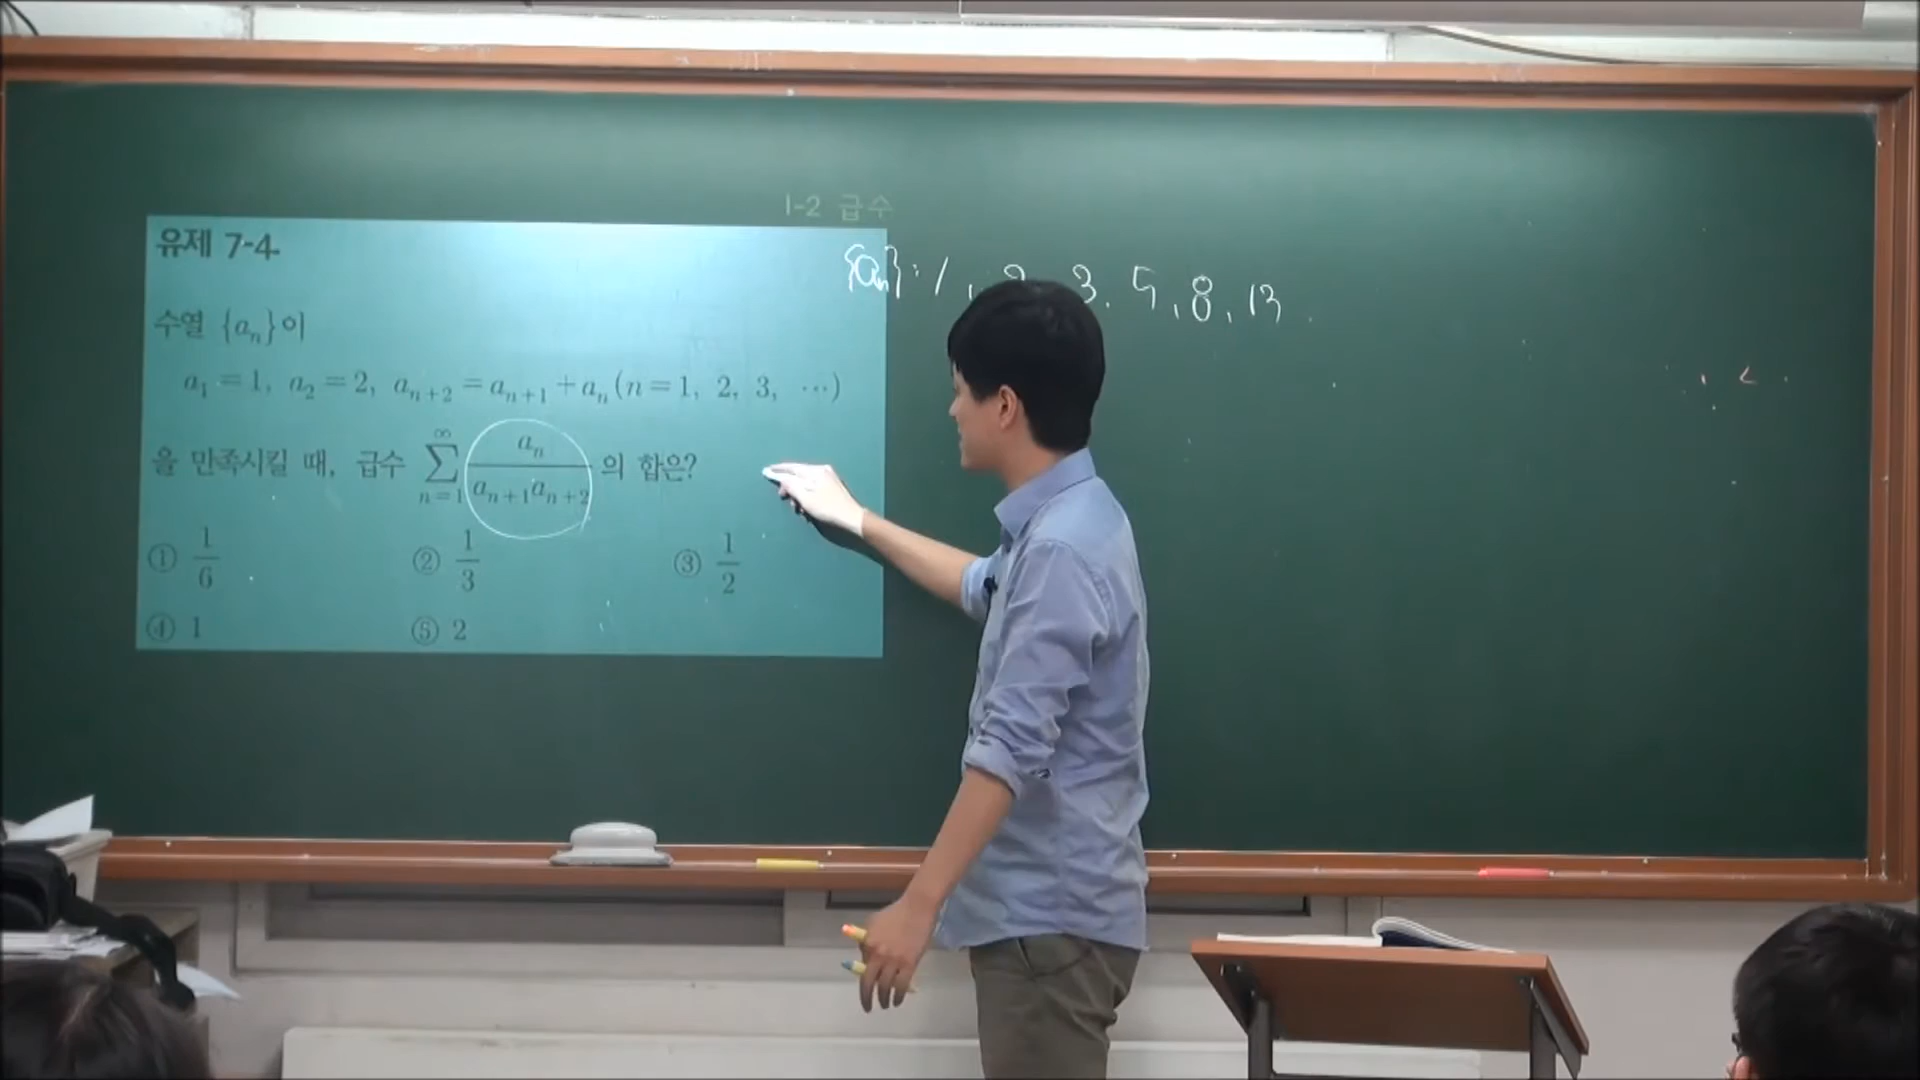 I-2 급수
유제 7-4.
{aₙ} : 1, 2, 3, 5, 8, 13
수열 {aₙ}이
a₁ = 1, a₂ = 2, aₙ₊₂ = aₙ₊₁ + aₙ (n = 1, 2, 3, ⋯)
을 만족시킬 때, 급수 ∑_{n=1}^{∞} aₙ/(aₙ₊₁aₙ₊₂) 의 합은?
① 1/6 ② 1/3 ③ 1/2
④ 1 ⑤ 2